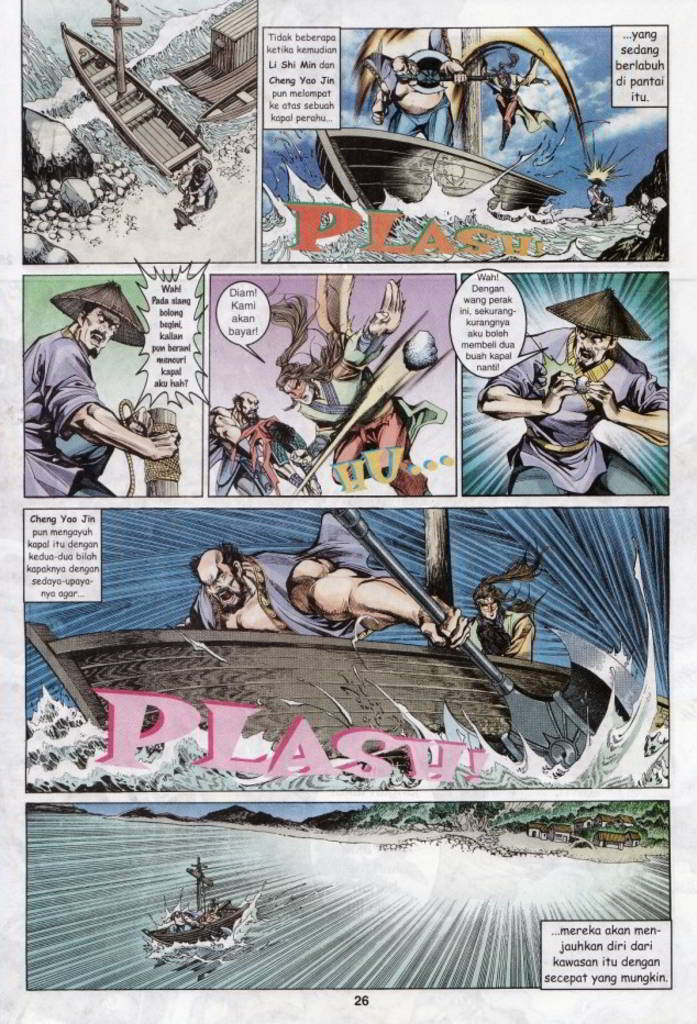 Tidak beberapa
ketika kemudian
Li Shi Min dan
Cheng Yao Jin
pun melompat
ke atas sebuah
kapal perahu...
...yang
sedang
berlabuh
di pantai
itu.
PLASH!
Wah!
Pada siang
bolong
begini,
kalian
pun berani
mencuri
kapal
aku hah?
Diam!
Kami
akan
bayar!
HU...
Wah!
Dengan
wang perak
ini, sekurang-
kurangnya
aku boleh
membeli dua
buah kapal
nanti!
Cheng Yao Jin
pun mengayuh
kapal itu dengan
kedua-dua bilah
kapaknya dengan
sedaya-upaya-
nya agar...
PLASH!
...mereka akan men-
jauhkan diri dari
kawasan itu dengan
secepat yang mungkin.
26